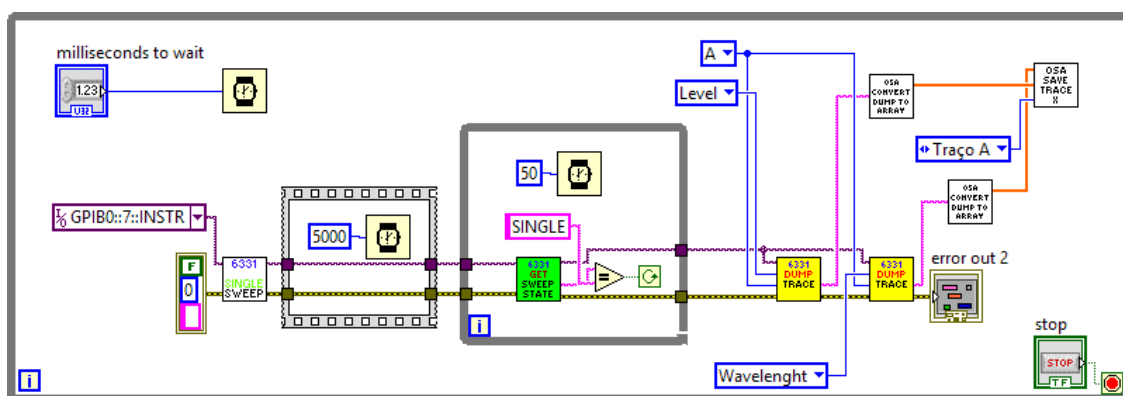 milliseconds to wait
1.23
U32
A
Level
OSA
CONVERT
DUMP TO
ARRAY
OSA
SAVE
TRACE
X
Traço A
50
GPIB0::7::INSTR
5000
SINGLE
OSA
CONVERT
DUMP TO
ARRAY
F
0
6331
SINGLE
SWEEP
6331
GET
SWEEP
STATE
=
6331
DUMP
TRACE
6331
DUMP
TRACE
error out 2
i
Wavelenght
stop
STOP
TF
i